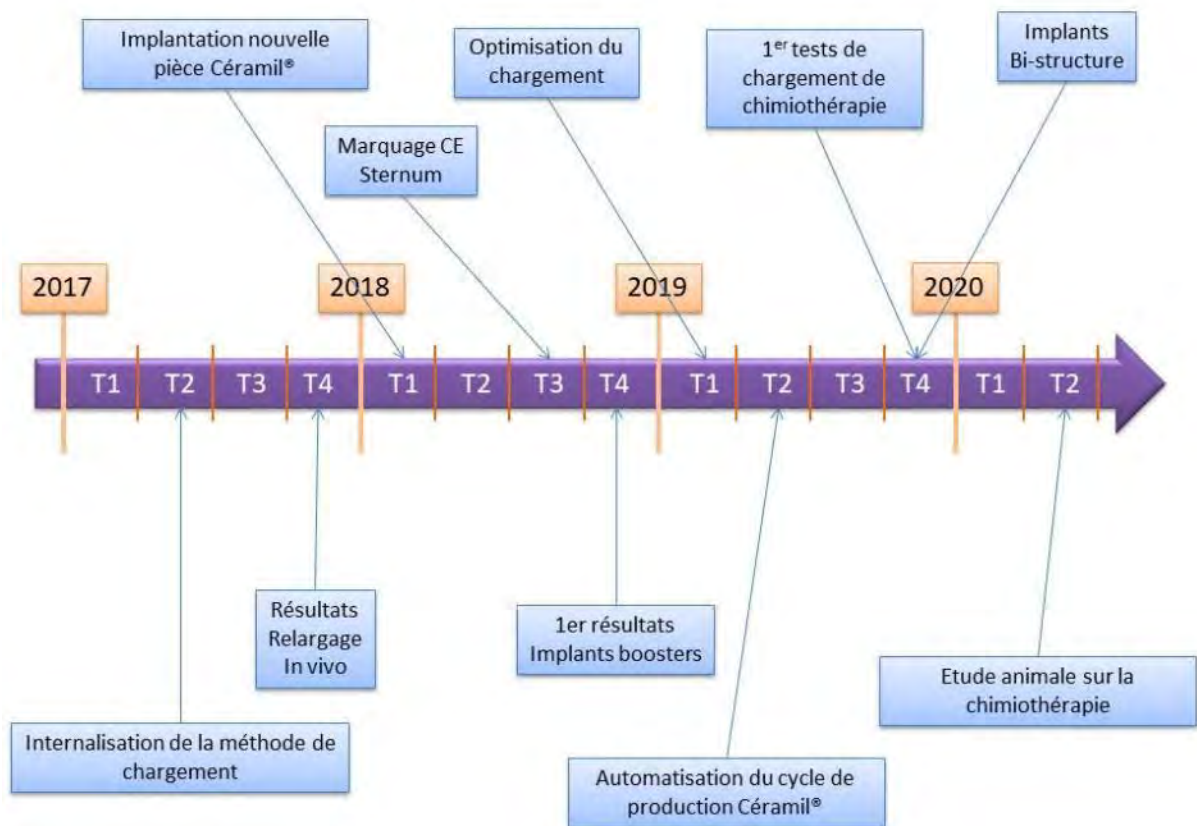 Implantation nouvelle
pièce Céramil®
Optimisation du
chargement
1er tests de
chargement de
chimiothérapie
Implants
Bi-structure
Marquage CE
Sternum
2017
2018
2019
2020
T1
T2
T3
T4
T1
T2
T3
T4
T1
T2
T3
T4
T1
T2
Résultats
Relargage
In vivo
1er résultats
Implants boosters
Etude animale sur la
chimiothérapie
Internalisation de la méthode de
chargement
Automatisation du cycle de
production Céramil®